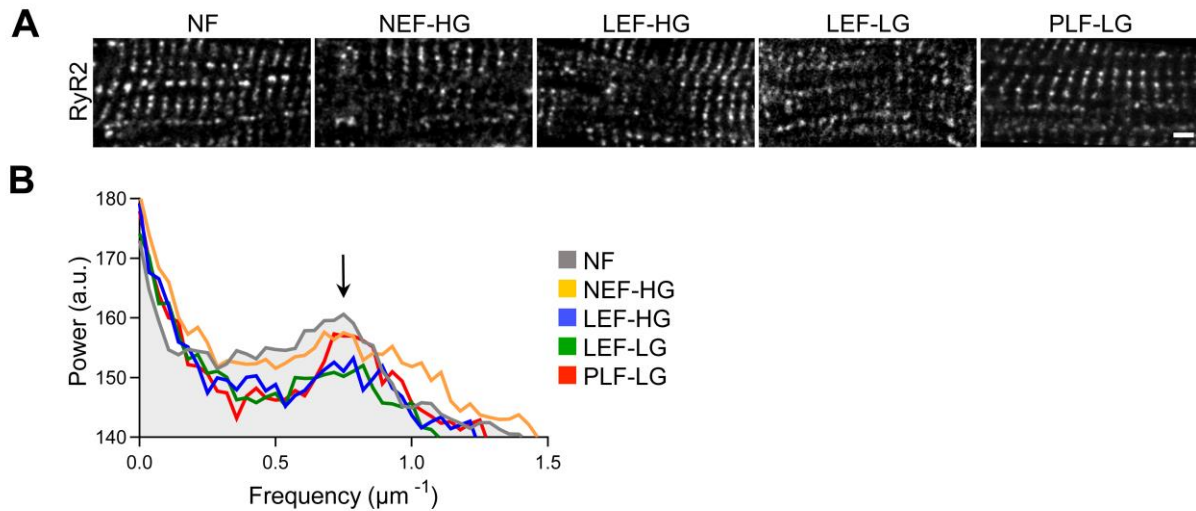 A
NF NEF-HG LEF-HG LEF-LG PLF-LG
RyR2
B
180
170
160
150
140
Power (a.u.)
0.0 0.5 1.0 1.5
Frequency (µm⁻¹)
NF
NEF-HG
LEF-HG
LEF-LG
PLF-LG